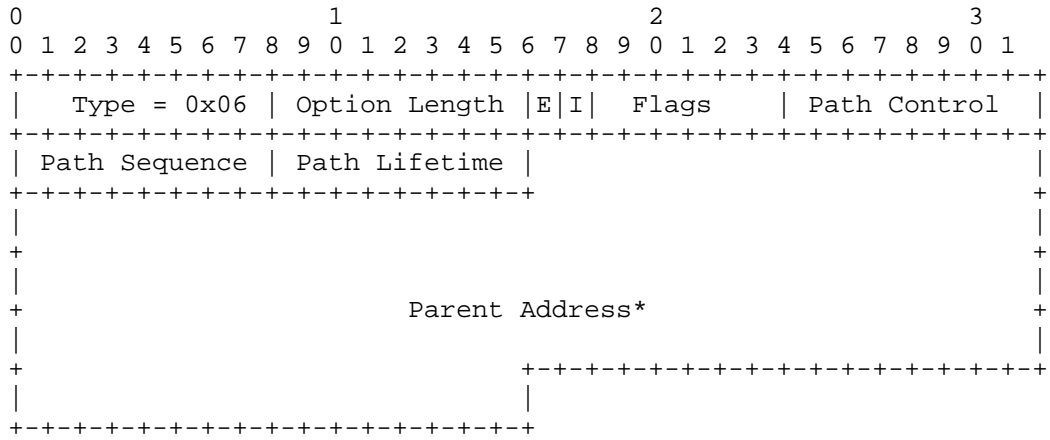 0                   1                   2                   3
0 1 2 3 4 5 6 7 8 9 0 1 2 3 4 5 6 7 8 9 0 1 2 3 4 5 6 7 8 9 0 1
+-+-+-+-+-+-+-+-+-+-+-+-+-+-+-+-+-+-+-+-+-+-+-+-+-+-+-+-+-+-+-+-+
|   Type = 0x06 | Option Length |E|I|  Flags    | Path Control  |
+-+-+-+-+-+-+-+-+-+-+-+-+-+-+-+-+-+-+-+-+-+-+-+-+-+-+-+-+-+-+-+-+
| Path Sequence | Path Lifetime |                               |
+-+-+-+-+-+-+-+-+-+-+-+-+-+-+-+-+                               +
|                                                               |
+                                                               +
|                                                               |
+                        Parent Address*                        +
|                                                               |
+                               +-+-+-+-+-+-+-+-+-+-+-+-+-+-+-+-+
|                               |
+-+-+-+-+-+-+-+-+-+-+-+-+-+-+-+-+